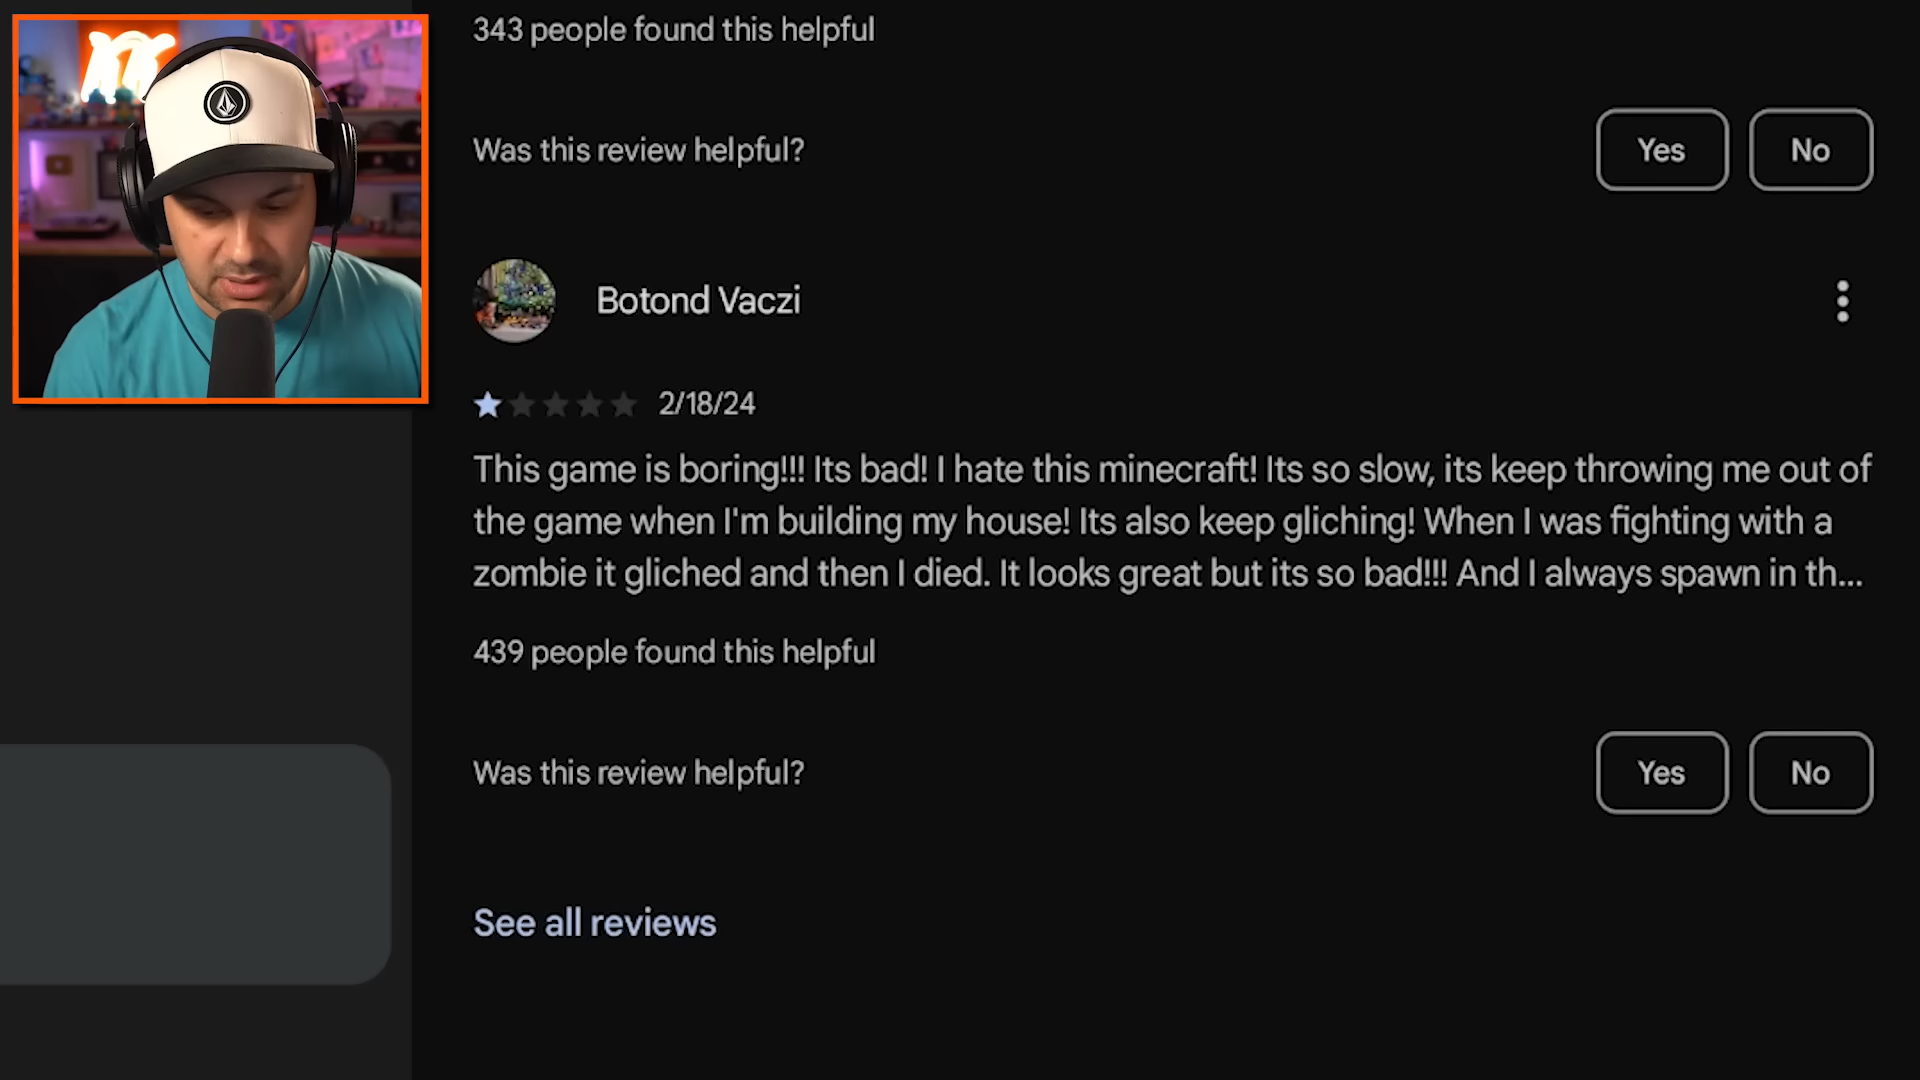 343 people found this helpful
Was this review helpful?
Yes
No
Botond Vaczi
2/18/24
This game is boring!!! Its bad! I hate this minecraft! Its so slow, its keep throwing me out of
the game when I'm building my house! Its also keep gliching! When I was fighting with a
zombie it gliched and then I died. It looks great but its so bad!!! And I always spawn in th...
439 people found this helpful
Was this review helpful?
Yes
No
See all reviews